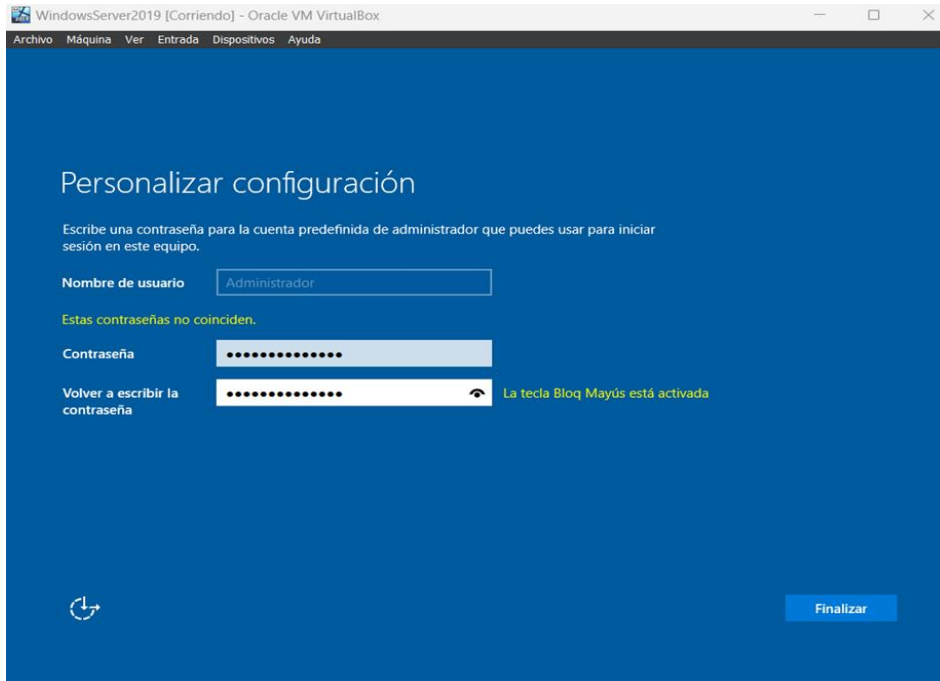 WindowsServer2019 [Corriendo] - Oracle VM VirtualBox
Archivo Máquina Ver Entrada Dispositivos Ayuda
Personalizar configuración
Escribe una contraseña para la cuenta predefinida de administrador que puedes usar para iniciar
sesión en este equipo.
Nombre de usuario Administrador
Estas contraseñas no coinciden.
Contraseña ••••••••••••••
Volver a escribir la •••••••••••••• La tecla Bloq Mayús está activada
contraseña
Finalizar